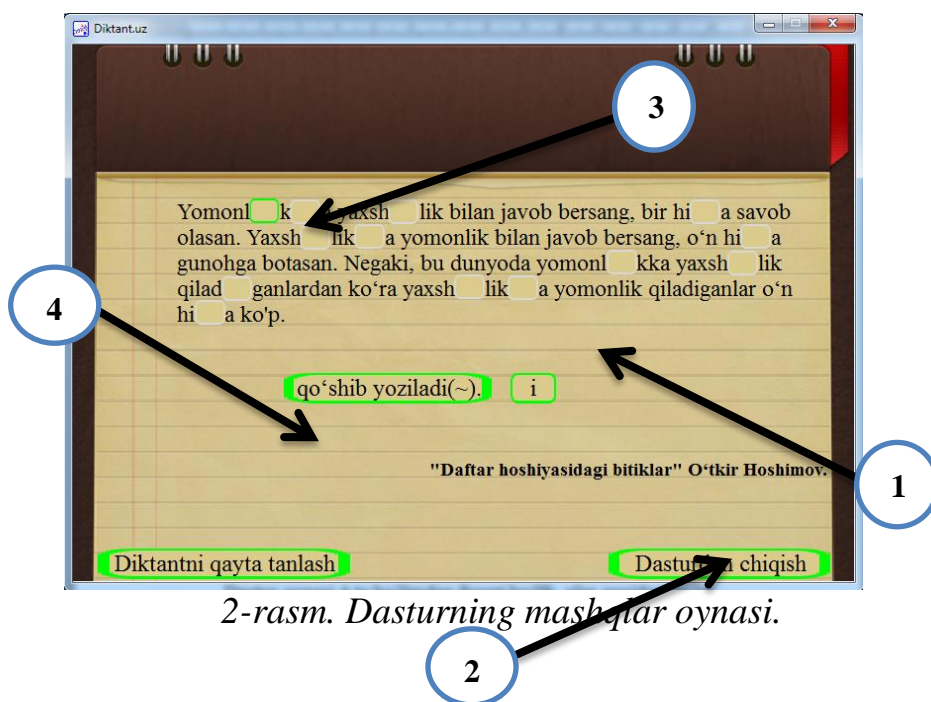 Diktant.uz
3
Yomonl k yaxsh lik bilan javob bersang, bir hi a savob
olasan. Yaxsh lik a yomonlik bilan javob bersang, o‘n hi a
gunohga botasan. Negaki, bu dunyoda yomonl kka yaxsh lik
qilad ganlardan ko‘ra yaxsh lik a yomonlik qiladiganlar o‘n
hi a ko'p.
4
qo‘shib yoziladi(~). i
"Daftar hoshiyasidagi bitiklar" O‘tkir Hoshimov.
1
Diktantni qayta tanlash chiqish
2-rasm. Dasturning mashqlar oynasi.
2